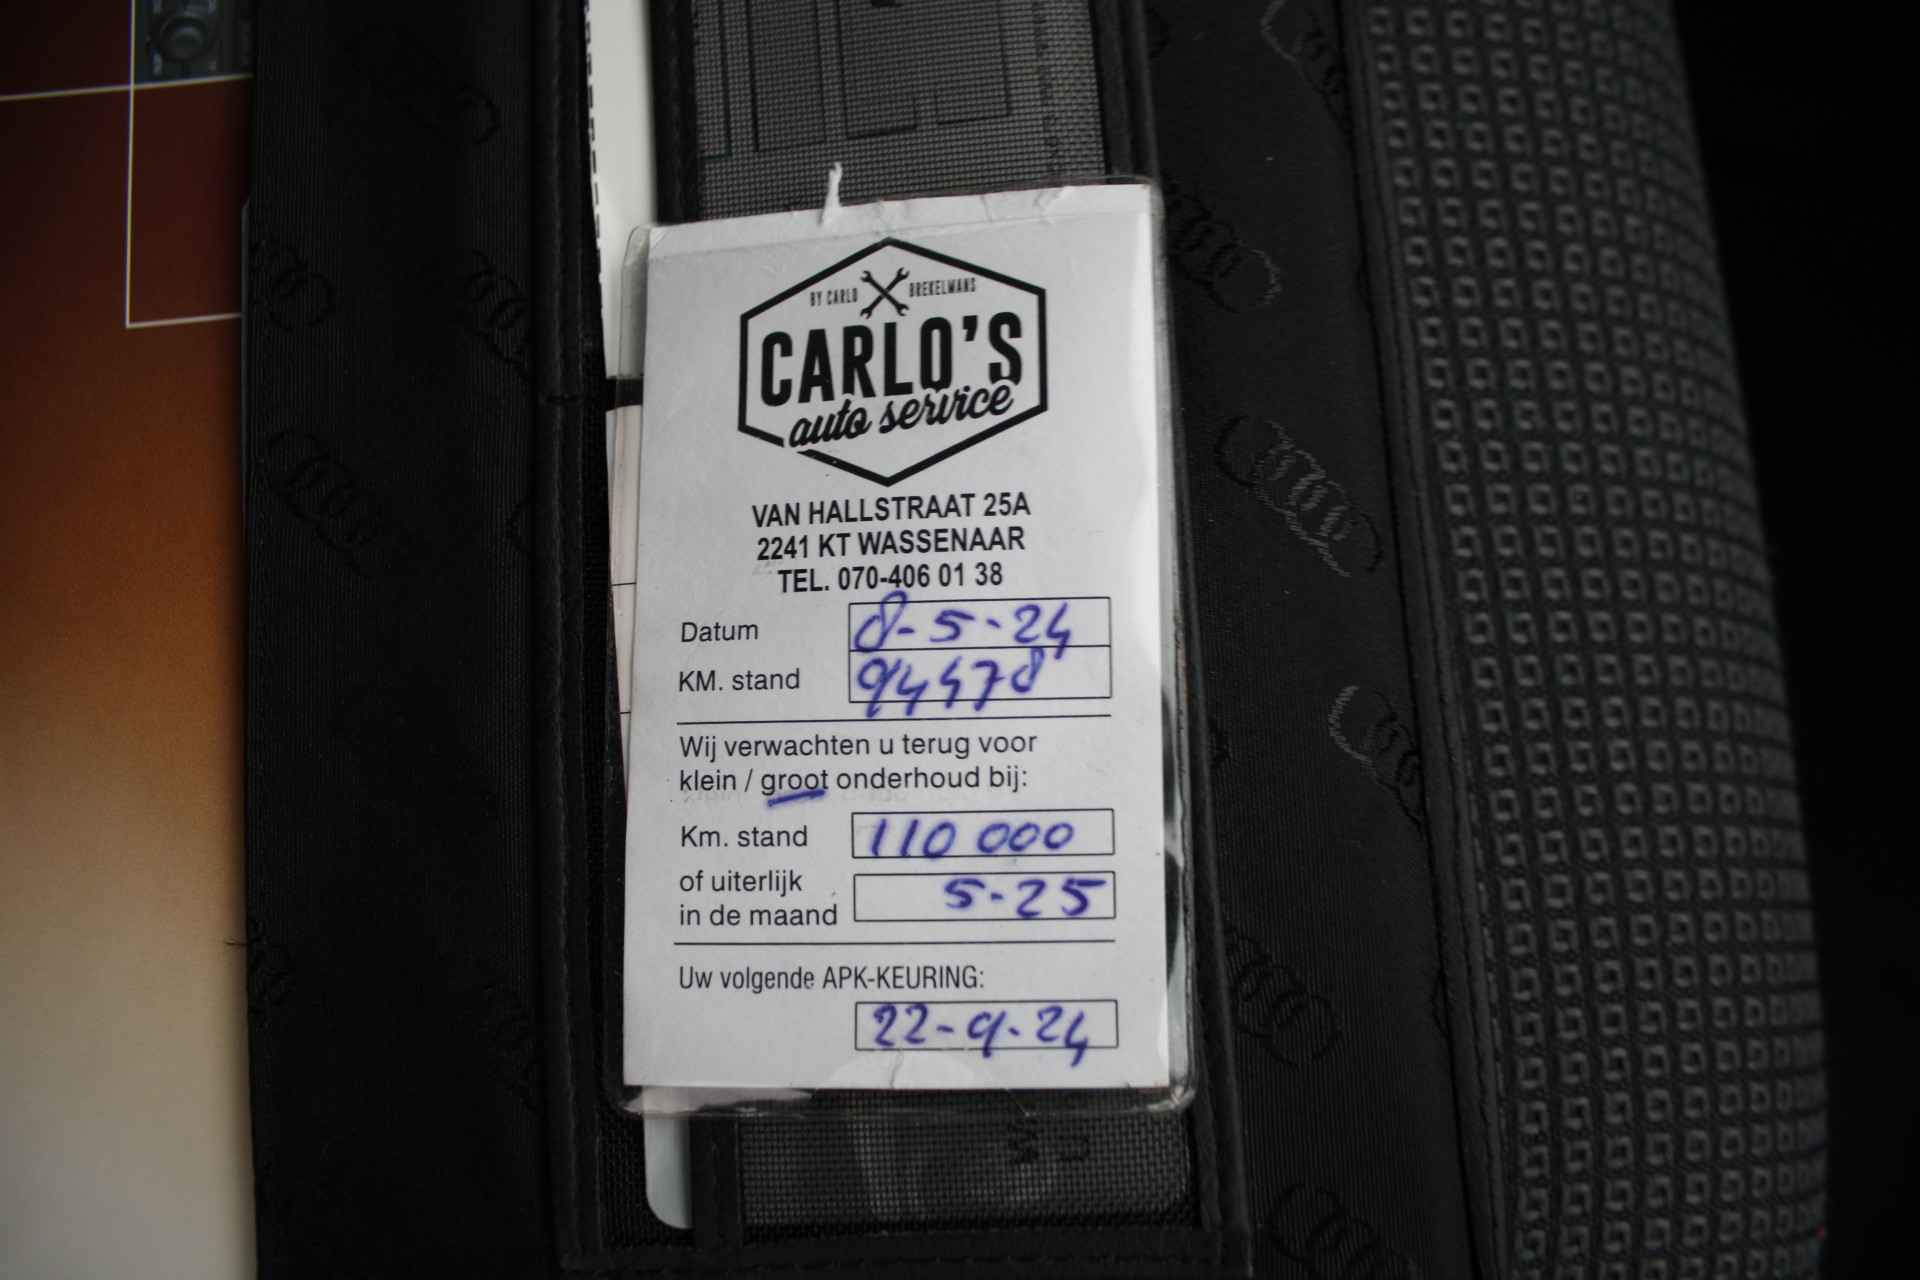 BY CARLO BREKELMANS
CARLO'S
auto service
VAN HALLSTRAAT 25A
2241 KT WASSENAAR
TEL. 070-406 01 38
Datum 8-5-24
KM. stand 94478
Wij verwachten u terug voor
klein / groot onderhoud bij:
Km. stand 110 000
of uiterlijk
in de maand 5-25
Uw volgende APK-KEURING:
22-9-24